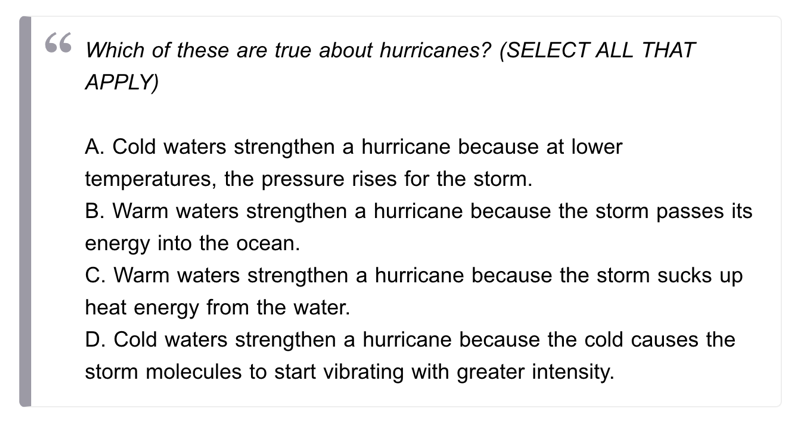 “ Which of these are true about hurricanes? (SELECT ALL THAT
APPLY)
A. Cold waters strengthen a hurricane because at lower
temperatures, the pressure rises for the storm.
B. Warm waters strengthen a hurricane because the storm passes its
energy into the ocean.
C. Warm waters strengthen a hurricane because the storm sucks up
heat energy from the water.
D. Cold waters strengthen a hurricane because the cold causes the
storm molecules to start vibrating with greater intensity.